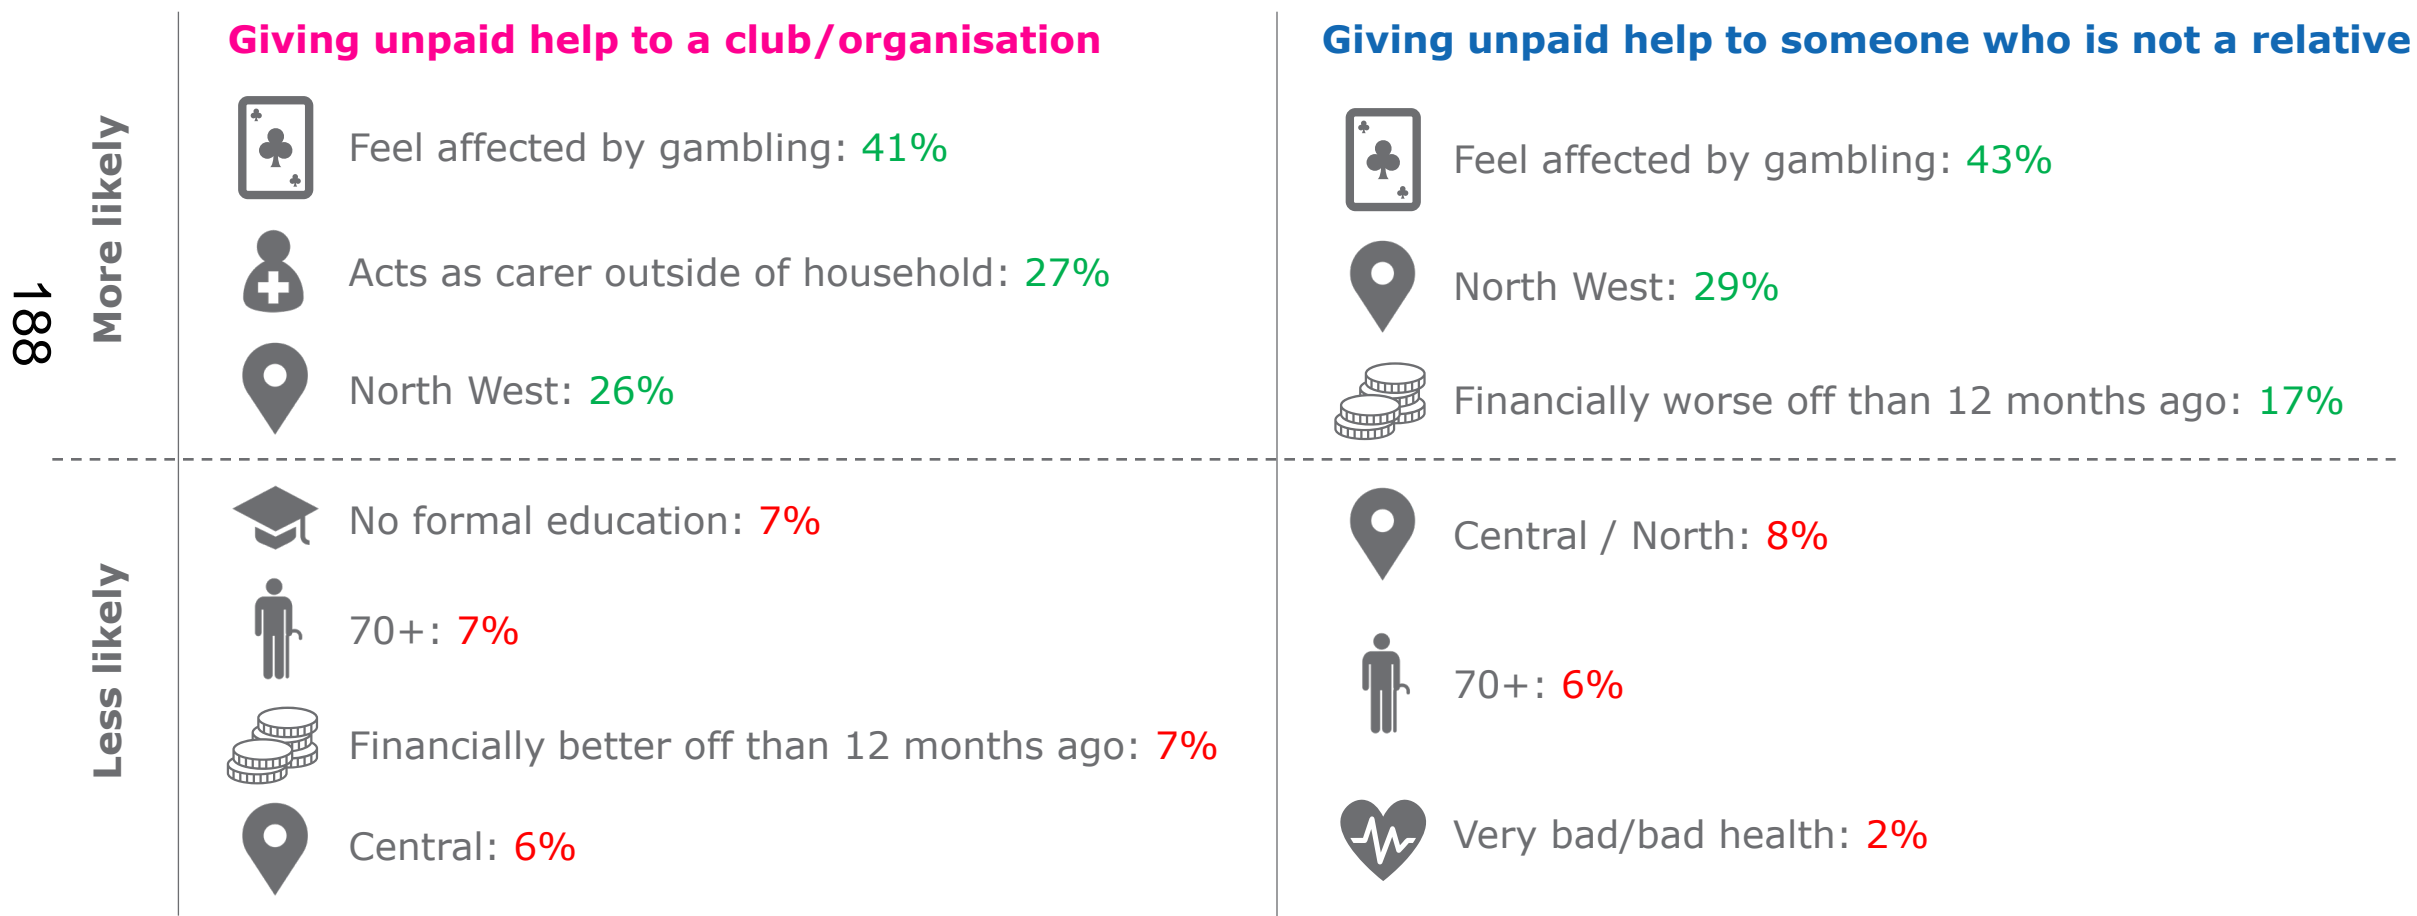 Giving unpaid help to a club/organisation
Giving unpaid help to someone who is not a relative
188
More likely
Feel affected by gambling: 41%
Acts as carer outside of household: 27%
North West: 26%
Feel affected by gambling: 43%
North West: 29%
Financially worse off than 12 months ago: 17%
Less likely
No formal education: 7%
70+: 7%
Financially better off than 12 months ago: 7%
Central: 6%
Central / North: 8%
70+: 6%
Very bad/bad health: 2%